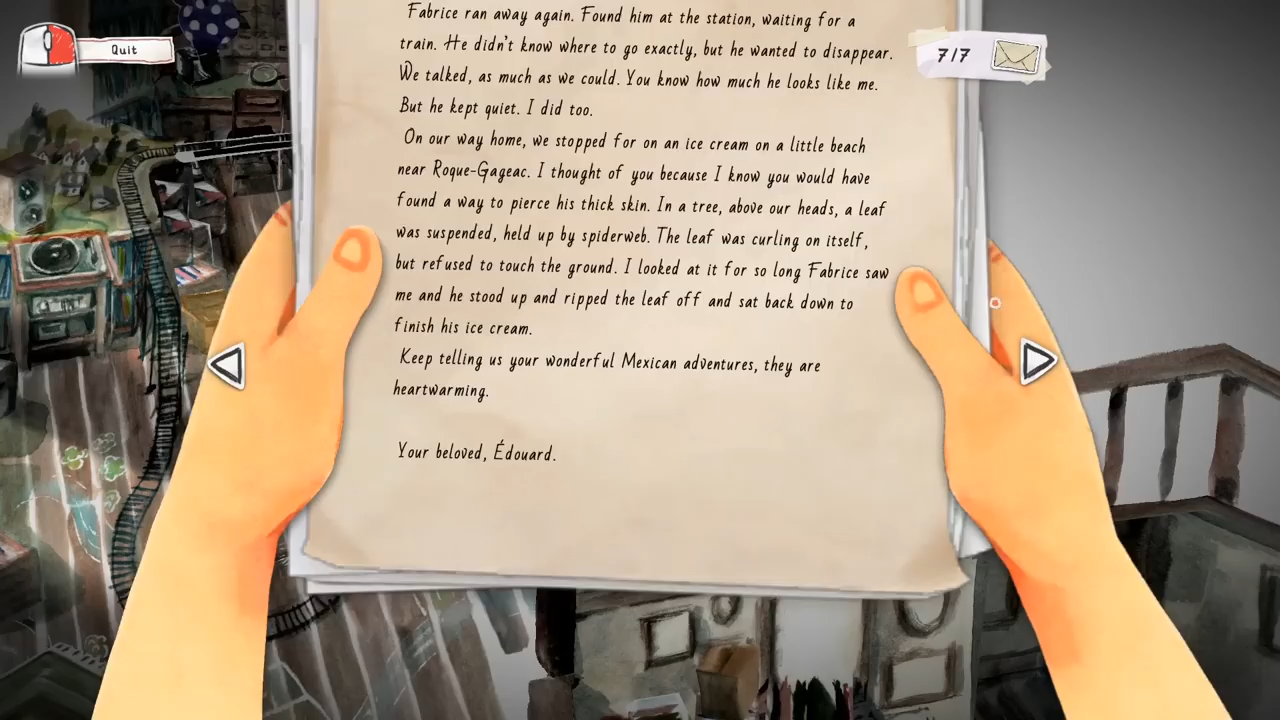 Quit
7/7
Fabrice ran away again. Found him at the station, waiting for a
train. He didn't know where to go exactly, but he wanted to disappear.
We talked, as much as we could. You know how much he looks like me.
But he kept quiet. I did too.
On our way home, we stopped for on an ice cream on a little beach
near Roque-Gageac. I thought of you because I know you would have
found a way to pierce his thick skin. In a tree, above our heads, a leaf
was suspended, held up by spiderweb. The leaf was curling on itself,
but refused to touch the ground. I looked at it for so long Fabrice saw
me and he stood up and ripped the leaf off and sat back down to
finish his ice cream.
Keep telling us your wonderful Mexican adventures, they are
heartwarming.
Your beloved, Édouard.